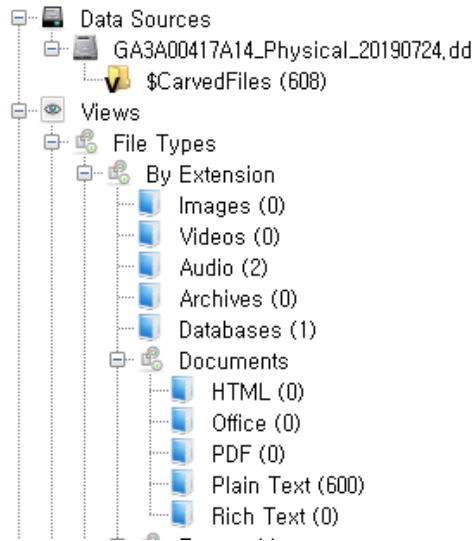 Data Sources
GA3A00417A14_Physical_20190724.dd
$CarvedFiles (608)
Views
File Types
By Extension
Images (0)
Videos (0)
Audio (2)
Archives (0)
Databases (1)
Documents
HTML (0)
Office (0)
PDF (0)
Plain Text (600)
Rich Text (0)